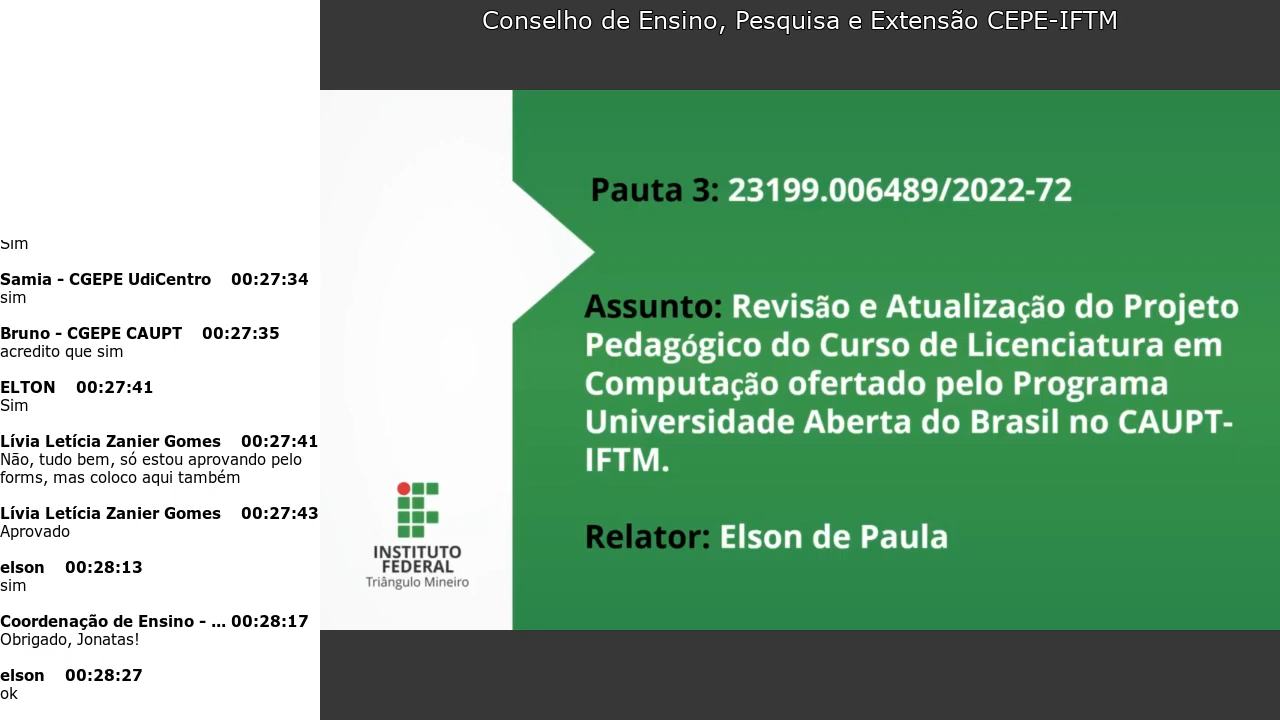 Conselho de Ensino, Pesquisa e Extensão CEPE-IFTM
Sim
Samia - CGEPE UdiCentro 00:27:34
sim
Bruno - CGEPE CAUPT 00:27:35
acredito que sim
ELTON 00:27:41
Sim
Lívia Letícia Zanier Gomes 00:27:41
Não, tudo bem, só estou aprovando pelo
forms, mas coloco aqui também
Lívia Letícia Zanier Gomes 00:27:43
Aprovado
elson 00:28:13
sim
Coordenação de Ensino - ... 00:28:17
Obrigado, Jonatas!
elson 00:28:27
ok
Pauta 3: 23199.006489/2022-72
Assunto: Revisão e Atualização do Projeto
Pedagógico do Curso de Licenciatura em
Computação ofertado pelo Programa
Universidade Aberta do Brasil no CAUPT-
IFTM.
Relator: Elson de Paula
INSTITUTO
FEDERAL
Triângulo Mineiro